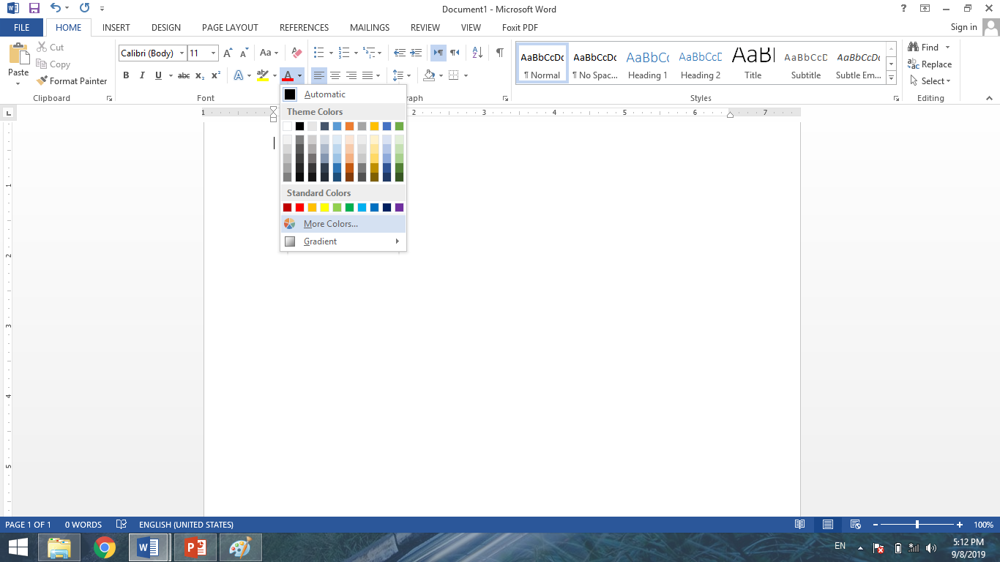 Document1 - Microsoft Word
?
FILE HOME INSERT DESIGN PAGE LAYOUT REFERENCES MAILINGS REVIEW VIEW Foxit PDF Sign in
Paste
Cut
Copy
Format Painter
Clipboard
Calibri (Body) 11
Aa
B I U abc x₂ x²
A ab A
Font
graph
AaBbCcDc AaBbCcDc AaBbCc AaBbCcD AaBl AaBbCcD AaBbCcDc
¶ Normal ¶ No Spac... Heading 1 Heading 2 Title Subtitle Subtle Em...
Styles
Find
Replace
Select
Editing
Automatic
Theme Colors
Standard Colors
More Colors...
Gradient
1 2 3 4 5 6 7
1
2
3
4
5
PAGE 1 OF 1 0 WORDS ENGLISH (UNITED STATES) 100%
EN 5:12 PM
9/8/2019